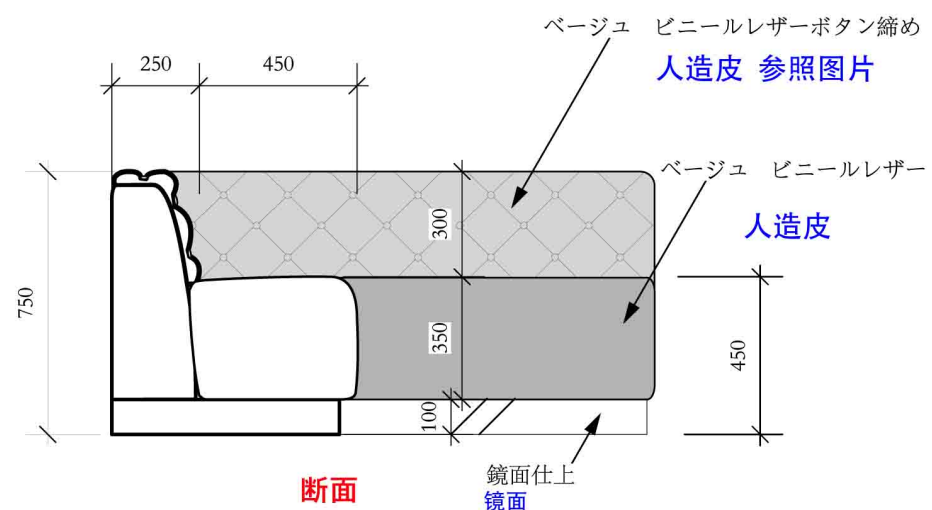 ベージュ　ビニールレザーボタン締め
人造皮 参照图片
250
450
ベージュ　ビニールレザー
人造皮
300
750
350
450
100
鏡面仕上
镜面
断面